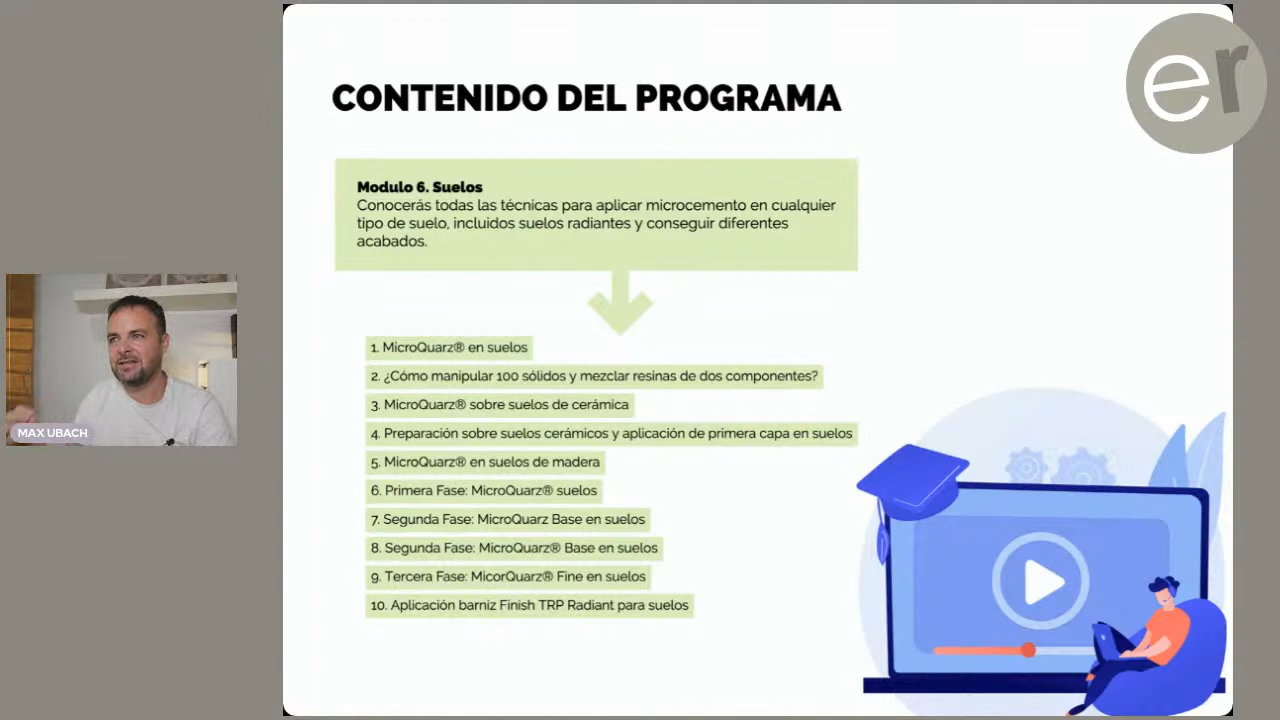 er
CONTENIDO DEL PROGRAMA
Modulo 6. Suelos
Conocerás todas las técnicas para aplicar microcemento en cualquier
tipo de suelo, incluidos suelos radiantes y conseguir diferentes
acabados.
1. MicroQuarz® en suelos
2. ¿Cómo manipular 100 sólidos y mezclar resinas de dos componentes?
3. MicroQuarz® sobre suelos de cerámica
4. Preparación sobre suelos cerámicos y aplicación de primera capa en suelos
5. MicroQuarz® en suelos de madera
6. Primera Fase: MicroQuarz® suelos
7. Segunda Fase: MicroQuarz Base en suelos
8. Segunda Fase: MicroQuarz® Base en suelos
9. Tercera Fase: MicorQuarz® Fine en suelos
10. Aplicación barniz Finish TRP Radiant para suelos
MAX UBACH